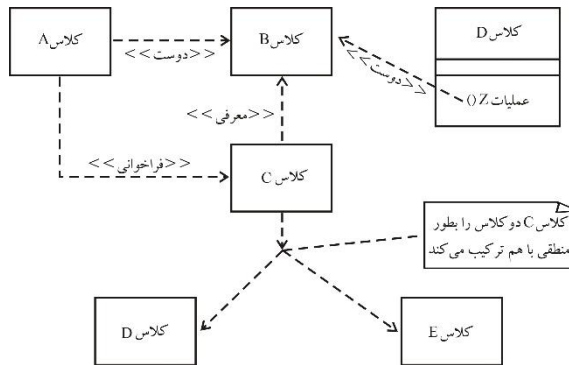 کلاس A
کلاس B
کلاس D
<<دوست>>
<<دوست>>
عملیات Z ()
<<معرفی>>
<<فراخوانی>>
کلاس C
کلاس C دو کلاس را بطور
منطقی با هم ترکیب می‌کند
کلاس D
کلاس E